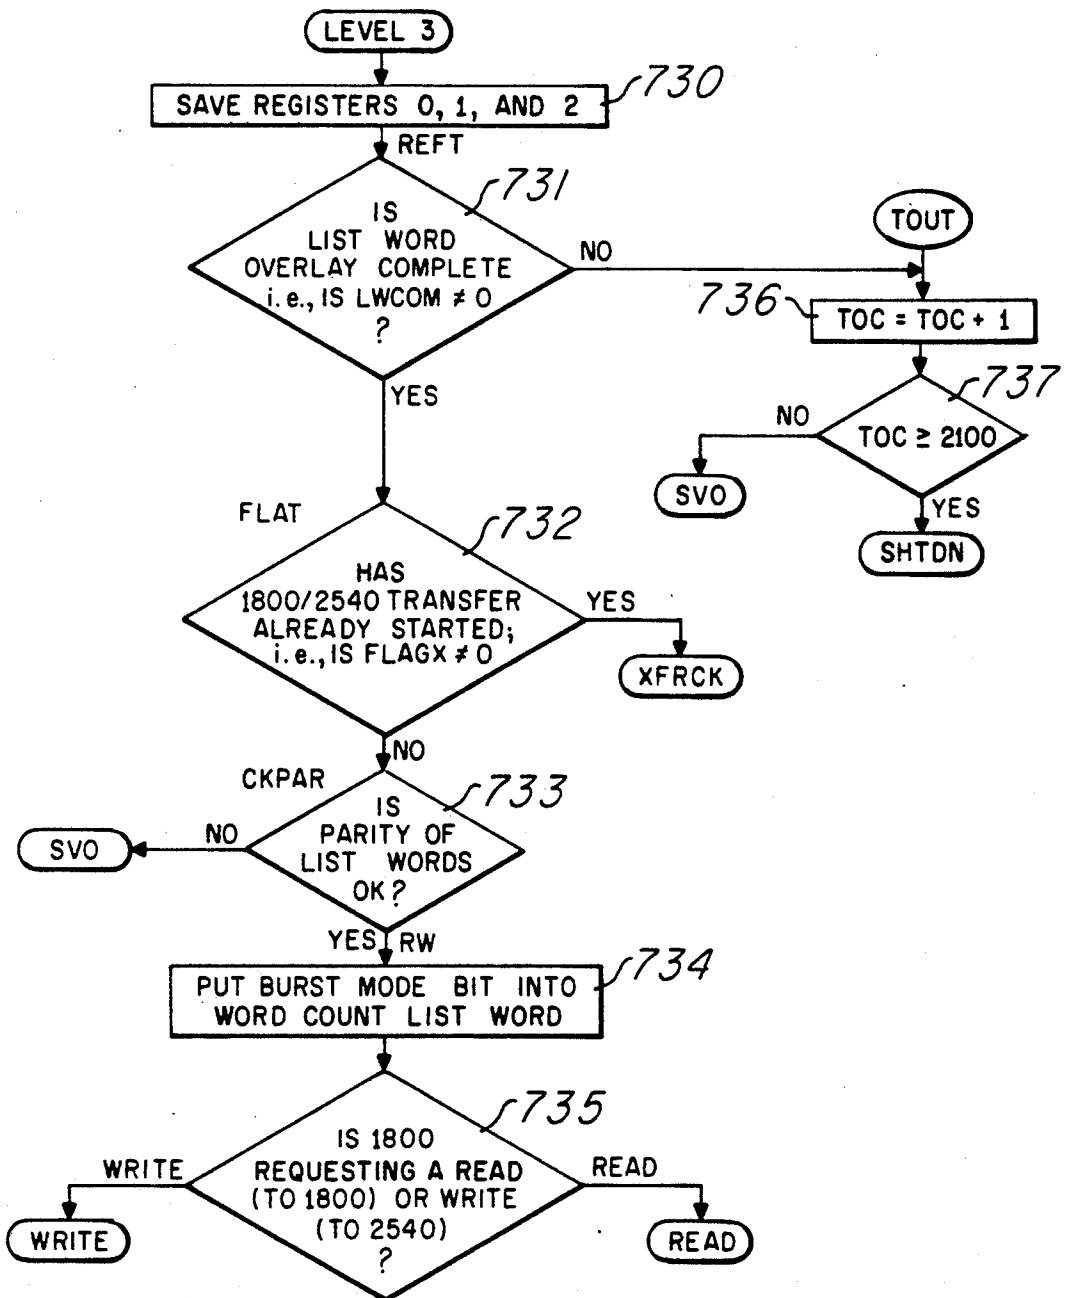 LEVEL 3
SAVE REGISTERS 0, 1, AND 2
730
REFT
731
IS
LIST WORD
OVERLAY COMPLETE
i.e., IS LWCOM ≠ 0
?
NO
TOUT
736
TOC = TOC + 1
YES
737
NO
TOC ≥ 2100
SVO
YES
SHTDN
FLAT
732
HAS
1800/2540 TRANSFER
ALREADY STARTED;
i.e., IS FLAGX ≠ 0
YES
XFRCK
NO
CKPAR
733
IS
PARITY OF
LIST WORDS
OK?
NO
SVO
YES RW
734
PUT BURST MODE BIT INTO
WORD COUNT LIST WORD
735
IS 1800
REQUESTING A READ
(TO 1800) OR WRITE
(TO 2540)
?
WRITE
READ
WRITE
READ